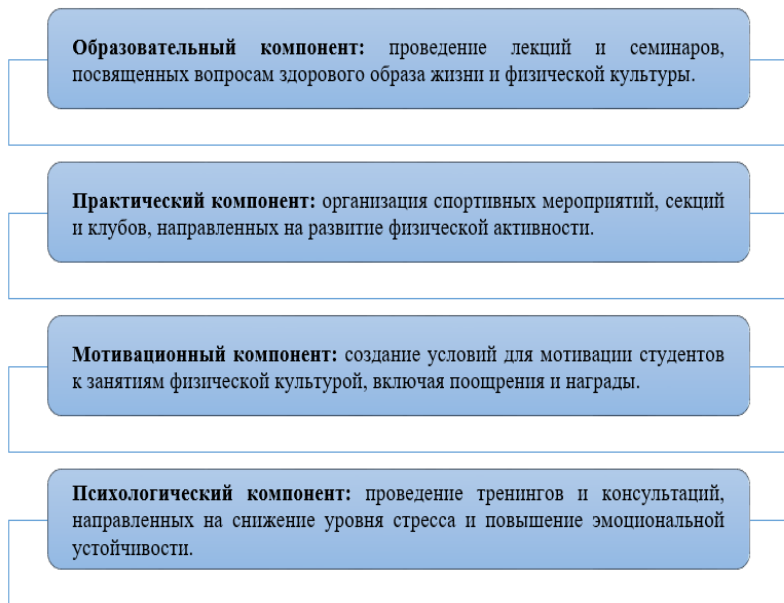 Образовательный компонент: проведение лекций и семинаров,
посвященных вопросам здорового образа жизни и физической культуры.
Практический компонент: организация спортивных мероприятий, секций
и клубов, направленных на развитие физической активности.
Мотивационный компонент: создание условий для мотивации студентов
к занятиям физической культурой, включая поощрения и награды.
Психологический компонент: проведение тренингов и консультаций,
направленных на снижение уровня стресса и повышение эмоциональной
устойчивости.